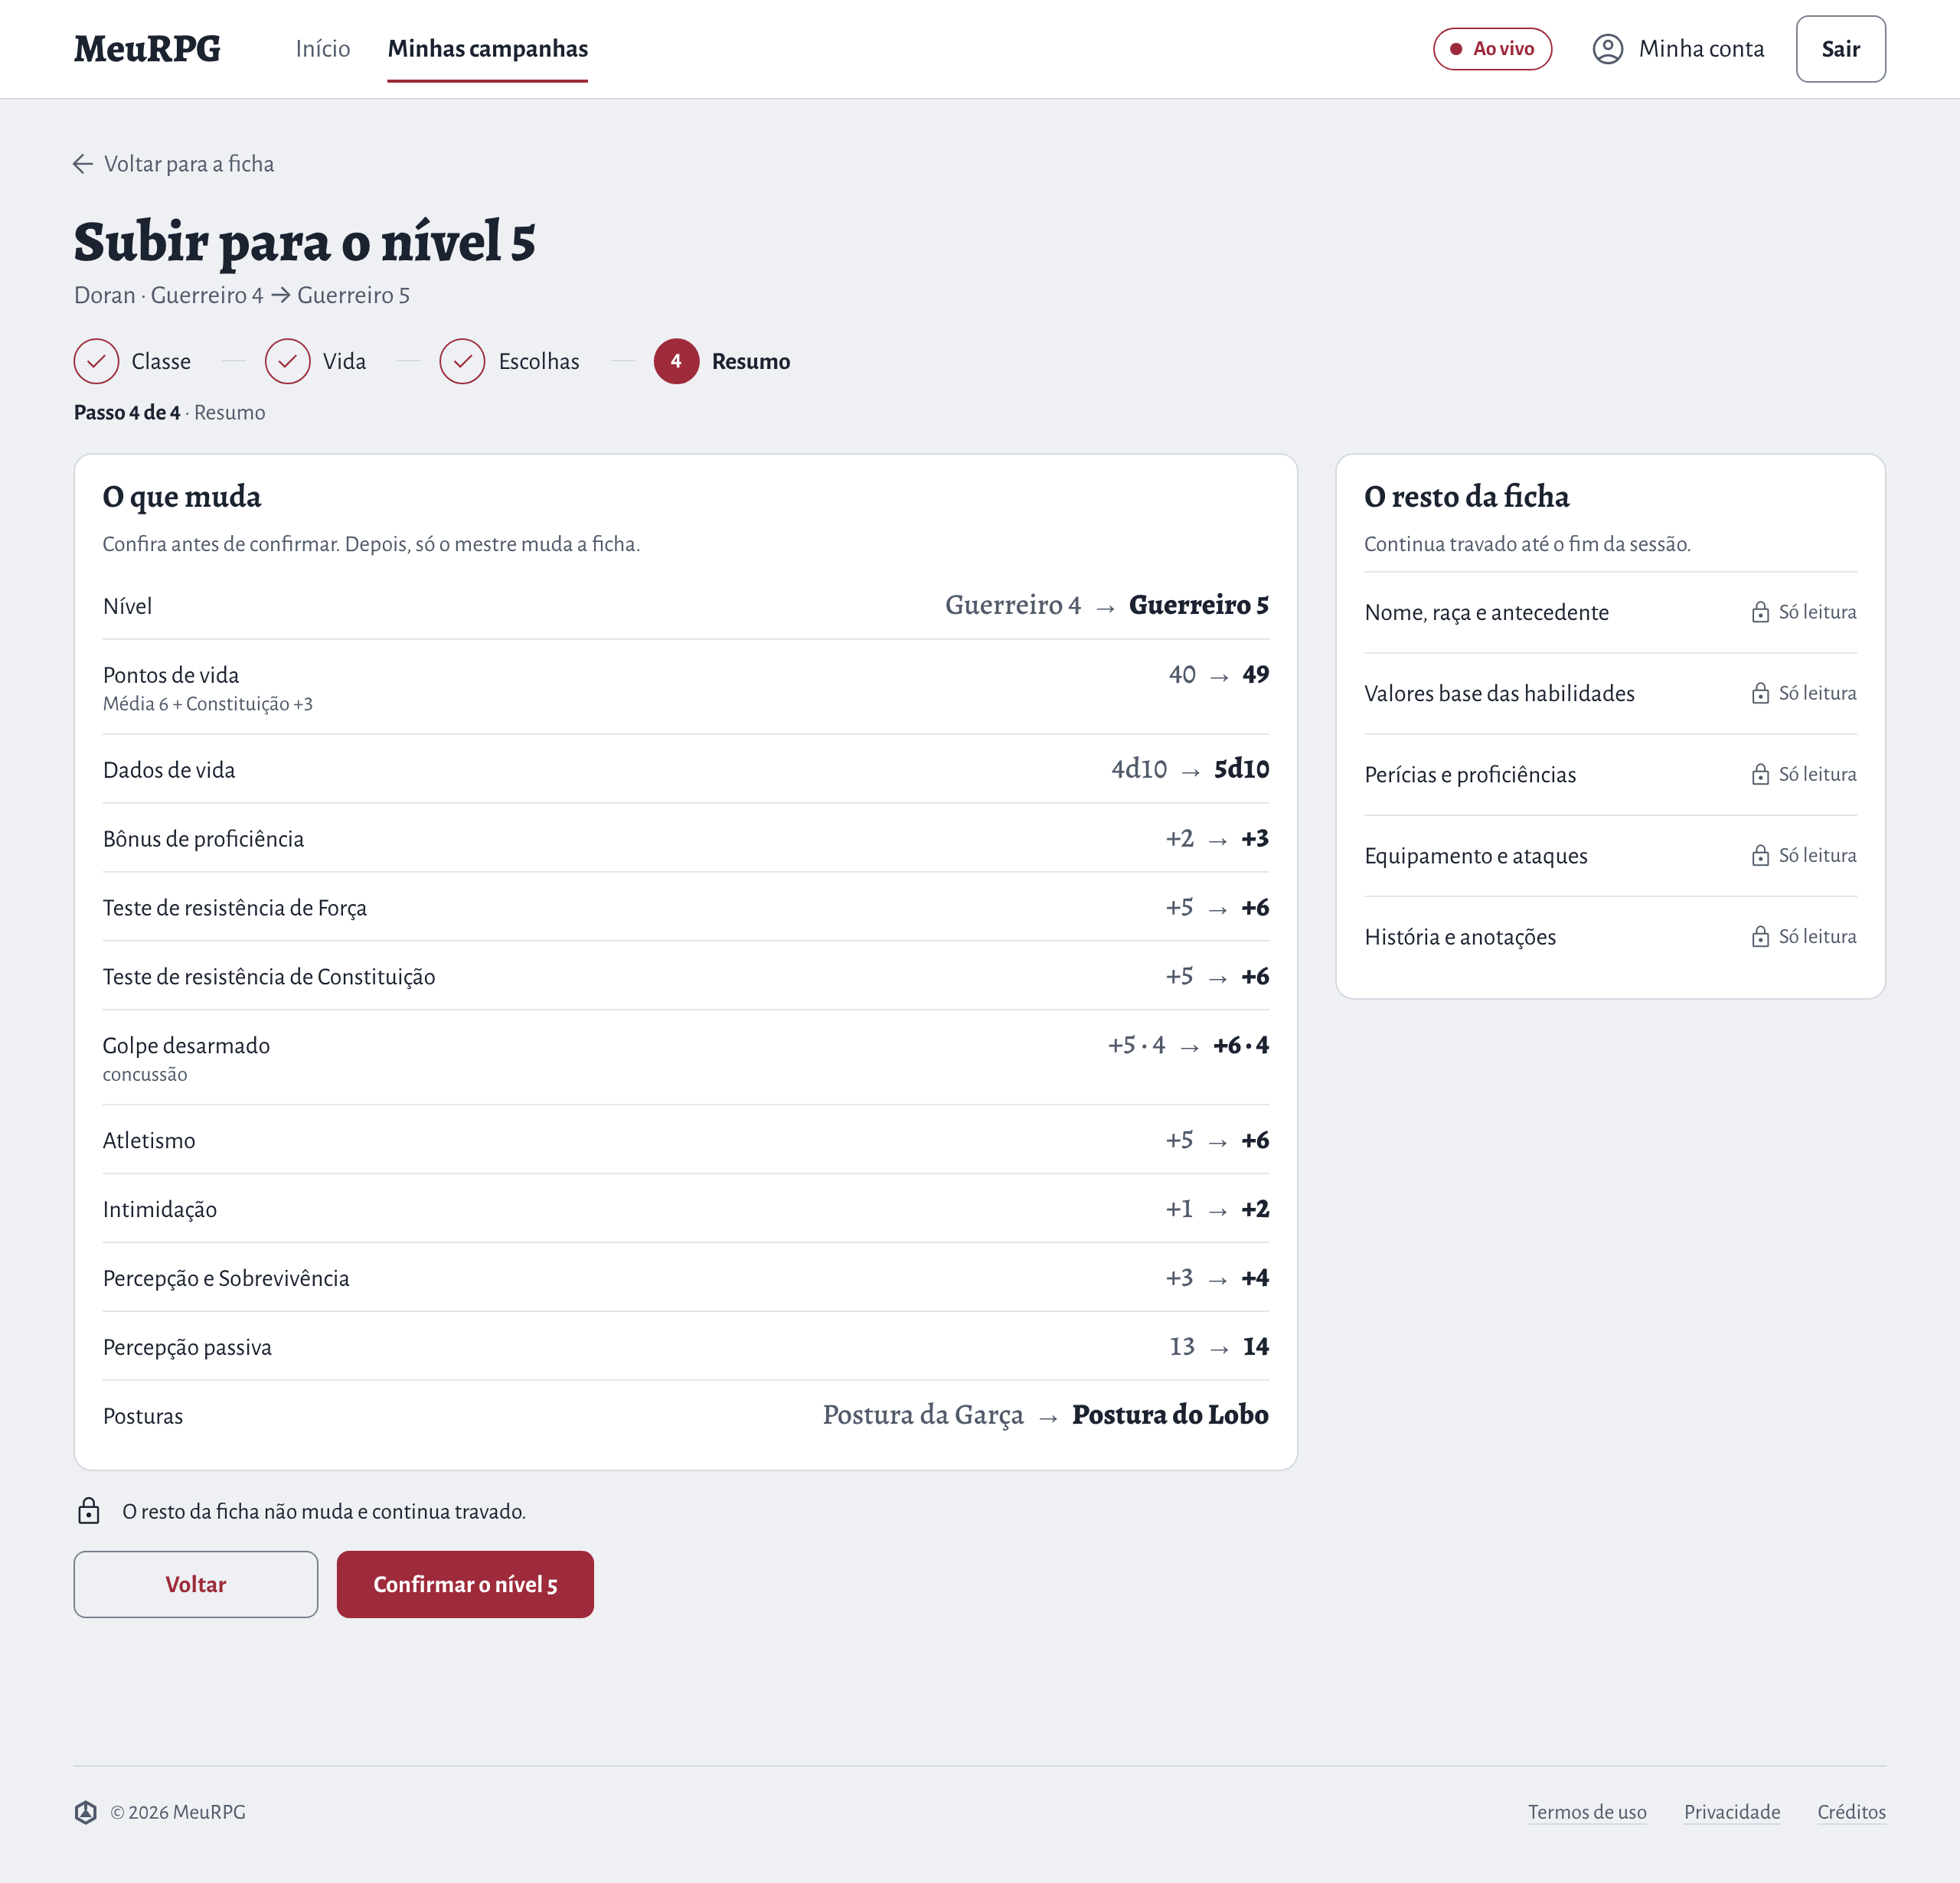 MeuRPG
Início
Minhas campanhas
Ao vivo
Minha conta
Sair
← Voltar para a ficha
Subir para o nível 5
Doran · Guerreiro 4 → Guerreiro 5
Classe
Vida
Escolhas
4 Resumo
Passo 4 de 4 · Resumo
O que muda
Confira antes de confirmar. Depois, só o mestre muda a ficha.
Nível Guerreiro 4 → Guerreiro 5
Pontos de vida 40 → 49
Média 6 + Constituição +3
Dados de vida 4d10 → 5d10
Bônus de proficiência +2 → +3
Teste de resistência de Força +5 → +6
Teste de resistência de Constituição +5 → +6
Golpe desarmado +5 · 4 → +6 · 4
concussão
Atletismo +5 → +6
Intimidação +1 → +2
Percepção e Sobrevivência +3 → +4
Percepção passiva 13 → 14
Posturas Postura da Garça → Postura do Lobo
O resto da ficha
Continua travado até o fim da sessão.
Nome, raça e antecedente Só leitura
Valores base das habilidades Só leitura
Perícias e proficiências Só leitura
Equipamento e ataques Só leitura
História e anotações Só leitura
O resto da ficha não muda e continua travado.
Voltar
Confirmar o nível 5
© 2026 MeuRPG
Termos de uso
Privacidade
Créditos